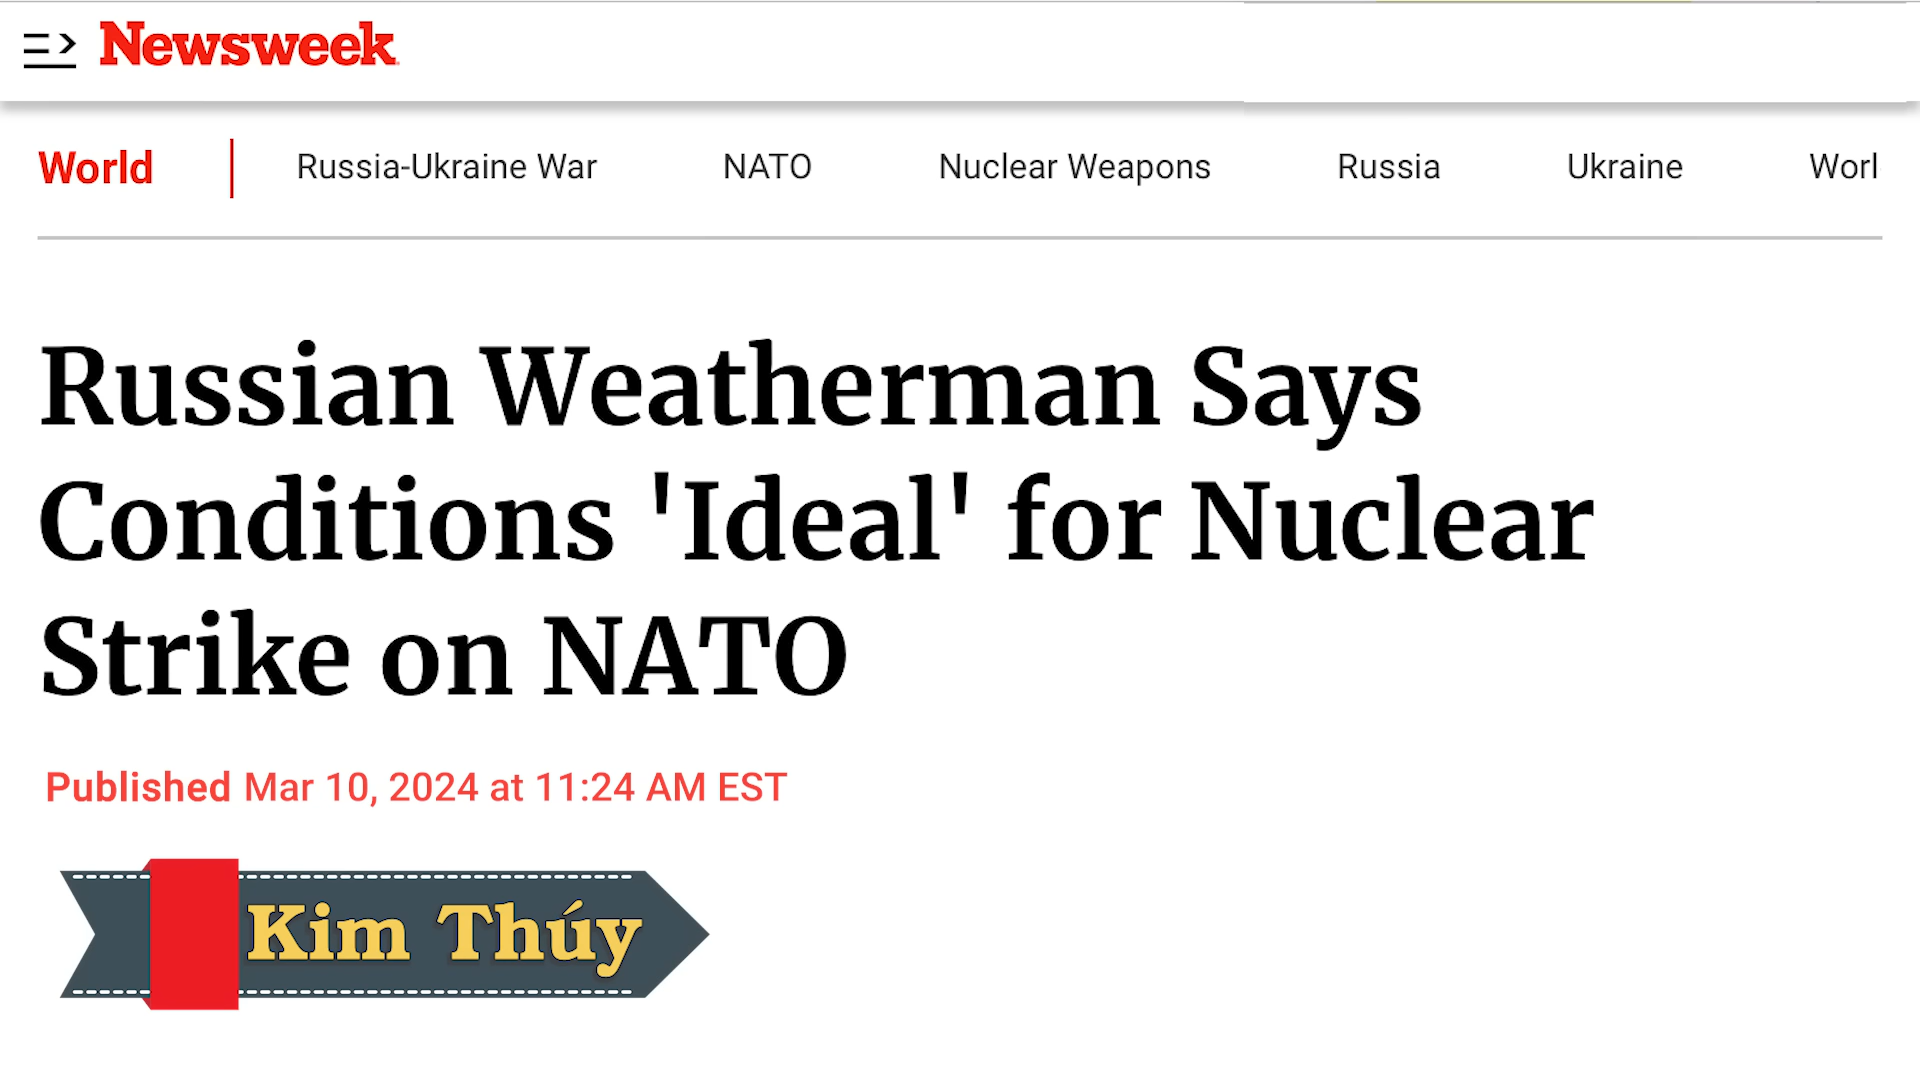 Newsweek
World Russia-Ukraine War NATO Nuclear Weapons Russia Ukraine Worl
Russian Weatherman Says
Conditions 'Ideal' for Nuclear
Strike on NATO
Published Mar 10, 2024 at 11:24 AM EST
Kim Thúy